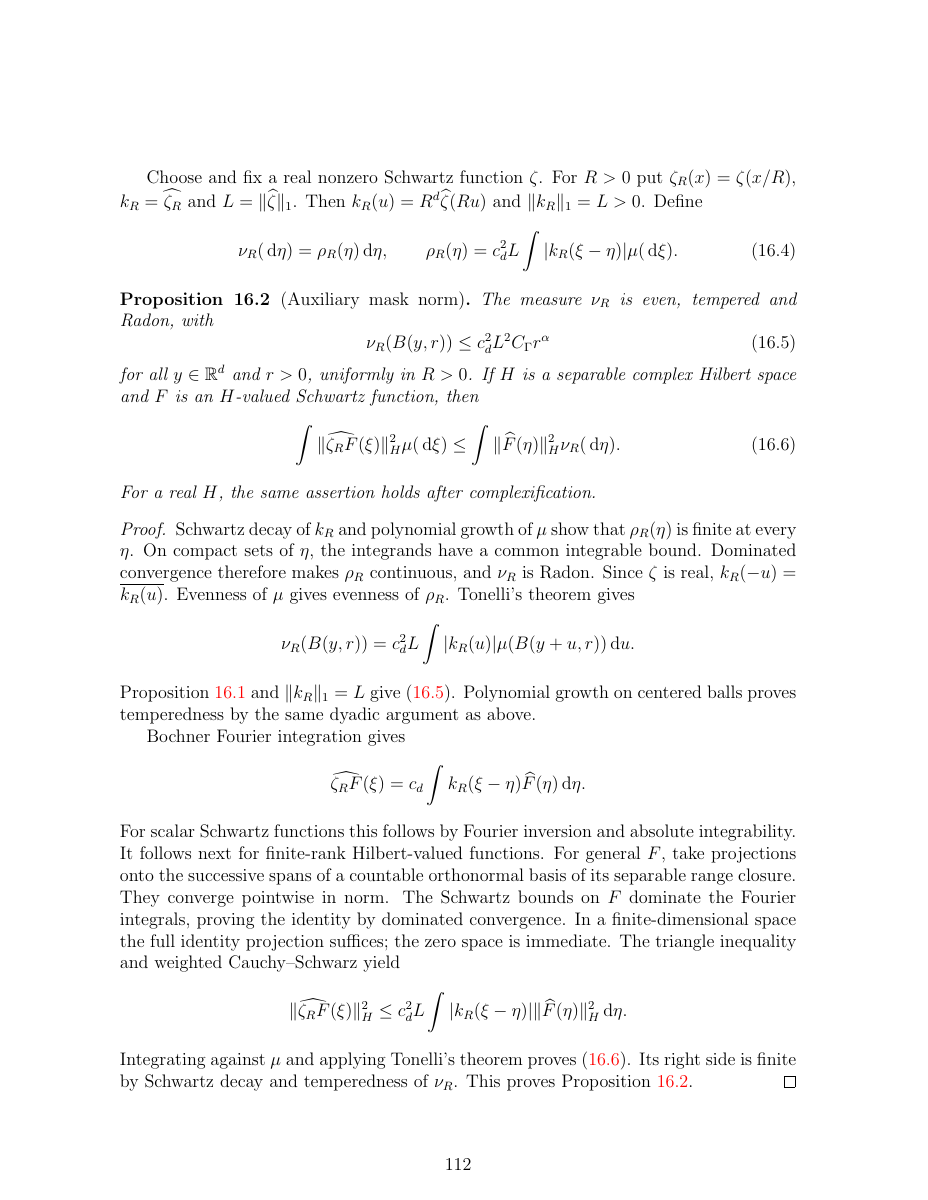 Choose and fix a real nonzero Schwartz function ζ. For R > 0 put ζ_R(x) = ζ(x/R),
k_R = \widehat{ζ_R} and L = ‖\widehat{ζ}‖_1. Then k_R(u) = R^d\widehat{ζ}(Ru) and ‖k_R‖_1 = L > 0. Define
ν_R( dη) = ρ_R(η) dη, ρ_R(η) = c_d^2 L ∫ |k_R(ξ − η)|μ( dξ). (16.4)
Proposition 16.2 (Auxiliary mask norm). The measure ν_R is even, tempered and
Radon, with
ν_R(B(y, r)) ≤ c_d^2 L^2 C_Γ r^α (16.5)
for all y ∈ ℝ^d and r > 0, uniformly in R > 0. If H is a separable complex Hilbert space
and F is an H-valued Schwartz function, then
∫ ‖\widehat{ζ_R F}(ξ)‖_H^2 μ( dξ) ≤ ∫ ‖\widehat{F}(η)‖_H^2 ν_R( dη). (16.6)
For a real H, the same assertion holds after complexification.
Proof. Schwartz decay of k_R and polynomial growth of μ show that ρ_R(η) is finite at every
η. On compact sets of η, the integrands have a common integrable bound. Dominated
convergence therefore makes ρ_R continuous, and ν_R is Radon. Since ζ is real, k_R(−u) =
\overline{k_R(u)}. Evenness of μ gives evenness of ρ_R. Tonelli's theorem gives
ν_R(B(y, r)) = c_d^2 L ∫ |k_R(u)|μ(B(y + u, r)) du.
Proposition 16.1 and ‖k_R‖_1 = L give (16.5). Polynomial growth on centered balls proves
temperedness by the same dyadic argument as above.
Bochner Fourier integration gives
\widehat{ζ_R F}(ξ) = c_d ∫ k_R(ξ − η)\widehat{F}(η) dη.
For scalar Schwartz functions this follows by Fourier inversion and absolute integrability.
It follows next for finite-rank Hilbert-valued functions. For general F, take projections
onto the successive spans of a countable orthonormal basis of its separable range closure.
They converge pointwise in norm. The Schwartz bounds on F dominate the Fourier
integrals, proving the identity by dominated convergence. In a finite-dimensional space
the full identity projection suffices; the zero space is immediate. The triangle inequality
and weighted Cauchy–Schwarz yield
‖\widehat{ζ_R F}(ξ)‖_H^2 ≤ c_d^2 L ∫ |k_R(ξ − η)|‖\widehat{F}(η)‖_H^2 dη.
Integrating against μ and applying Tonelli's theorem proves (16.6). Its right side is finite
by Schwartz decay and temperedness of ν_R. This proves Proposition 16.2. □
112